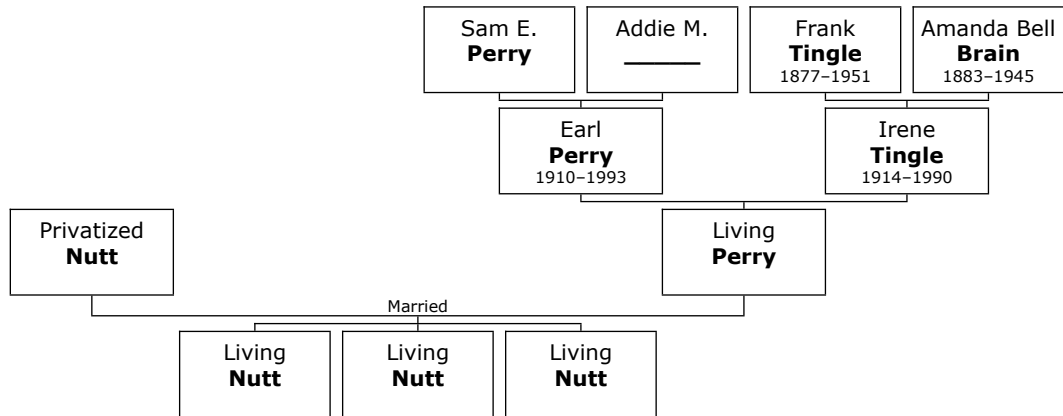 Sam E.
Perry
Addie M.
Frank
Tingle
1877–1951
Amanda Bell
Brain
1883–1945
Earl
Perry
1910–1993
Irene
Tingle
1914–1990
Privatized
Nutt
Living
Perry
Married
Living
Nutt
Living
Nutt
Living
Nutt